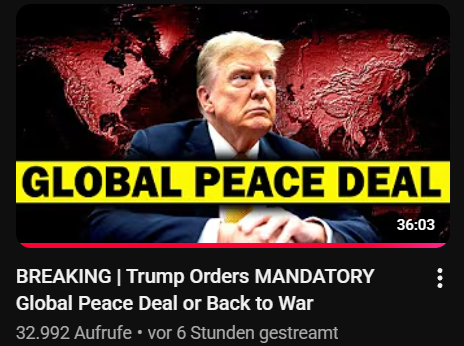 GLOBAL PEACE DEAL
36:03
BREAKING | Trump Orders MANDATORY
Global Peace Deal or Back to War
32.992 Aufrufe • vor 6 Stunden gestreamt